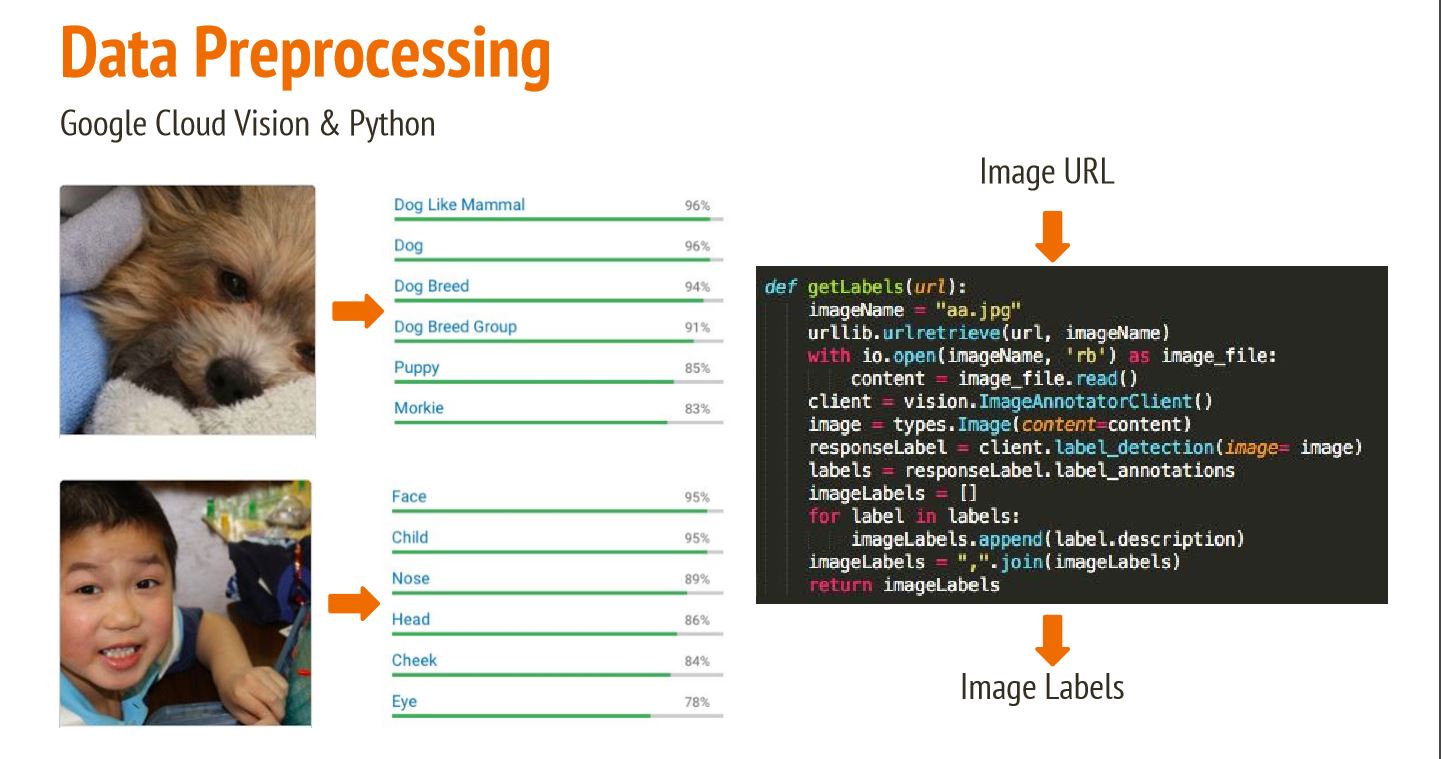 Data Preprocessing
Google Cloud Vision & Python
Dog Like Mammal 96%
Dog 96%
Dog Breed 94%
Dog Breed Group 91%
Puppy 85%
Morkie 83%
Face 95%
Child 95%
Nose 89%
Head 86%
Cheek 84%
Eye 78%
Image URL
def getLabels(url):
    imageName = "aa.jpg"
    urllib.urlretrieve(url, imageName)
    with io.open(imageName, 'rb') as image_file:
        content = image_file.read()
    client = vision.ImageAnnotatorClient()
    image = types.Image(content=content)
    responseLabel = client.label_detection(image= image)
    labels = responseLabel.label_annotations
    imageLabels = []
    for label in labels:
        imageLabels.append(label.description)
    imageLabels = ",".join(imageLabels)
    return imageLabels
Image Labels